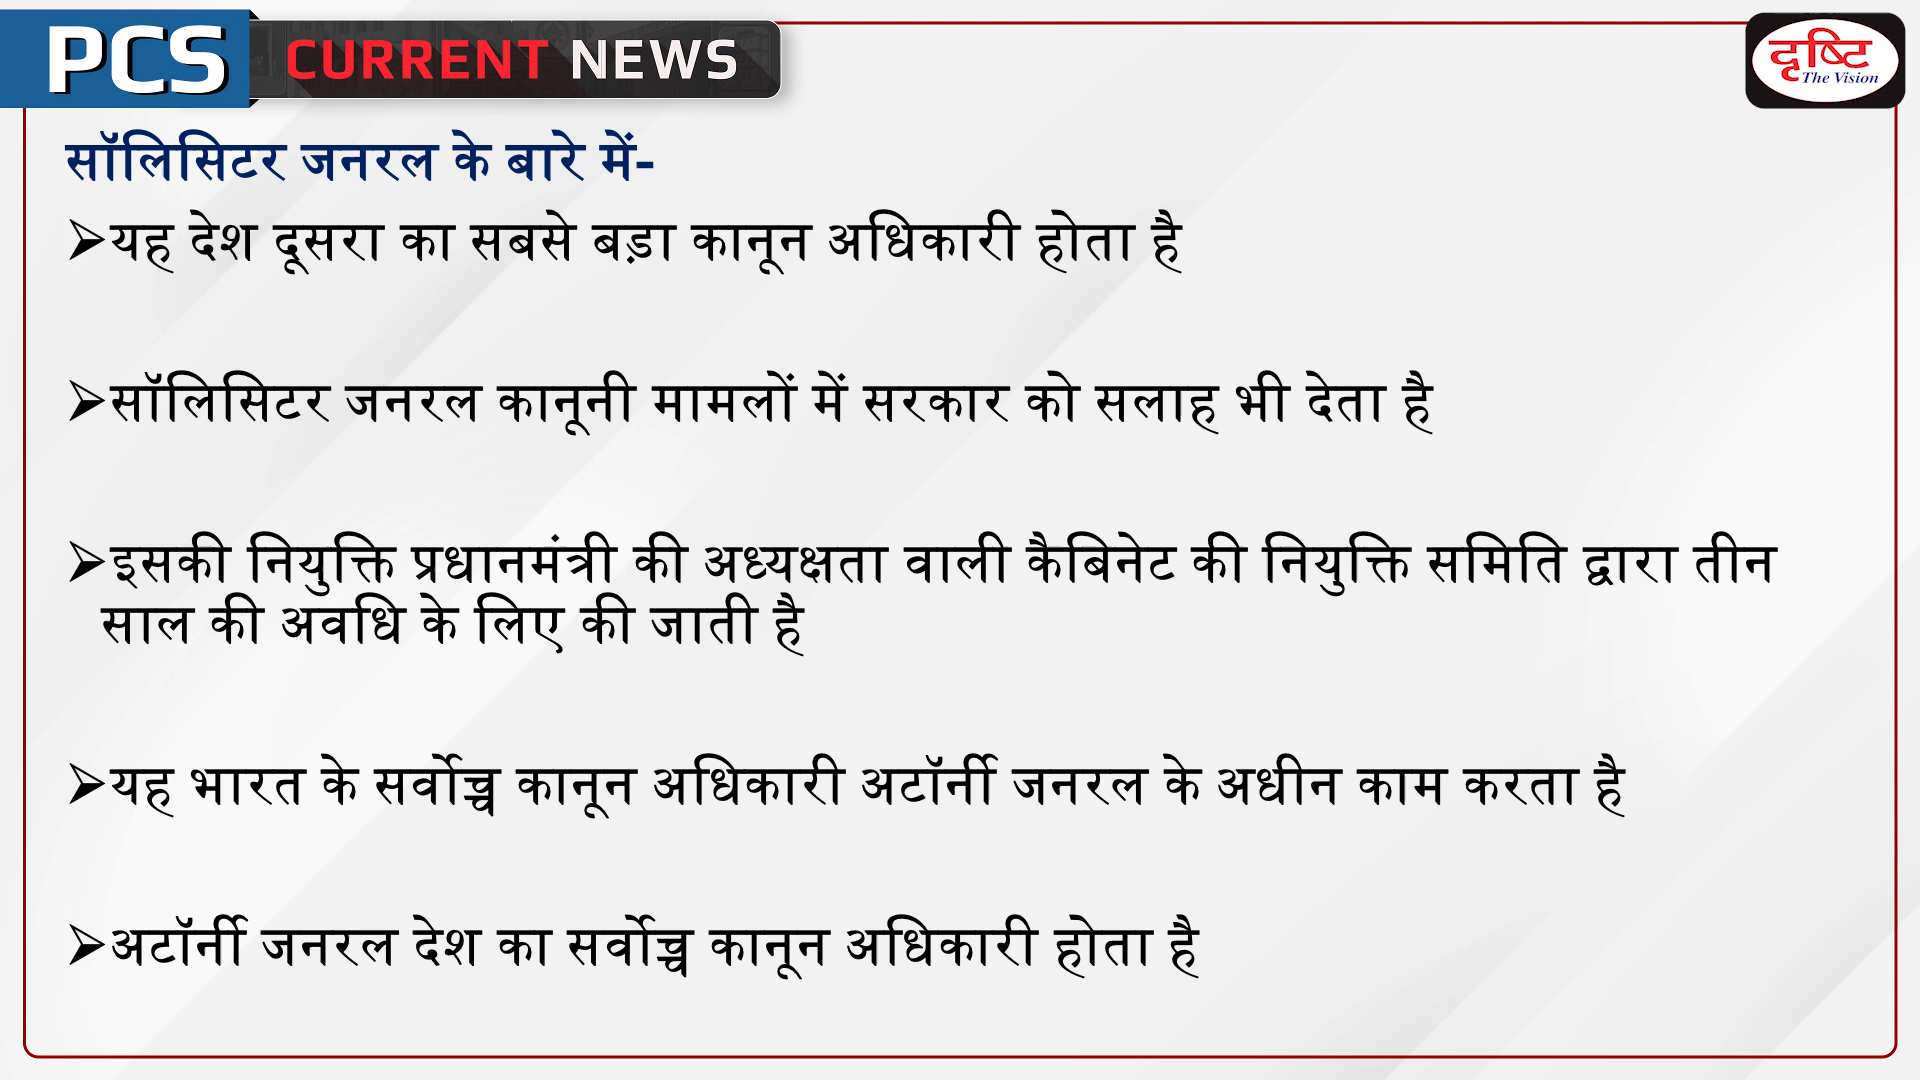 PCS CURRENT NEWS
दृष्टि
The Vision
सॉलिसिटर जनरल के बारे में-
➢यह देश दूसरा का सबसे बड़ा कानून अधिकारी होता है
➢सॉलिसिटर जनरल कानूनी मामलों में सरकार को सलाह भी देता है
➢इसकी नियुक्ति प्रधानमंत्री की अध्यक्षता वाली कैबिनेट की नियुक्ति समिति द्वारा तीन
साल की अवधि के लिए की जाती है
➢यह भारत के सर्वोच्च कानून अधिकारी अटॉर्नी जनरल के अधीन काम करता है
➢अटॉर्नी जनरल देश का सर्वोच्च कानून अधिकारी होता है